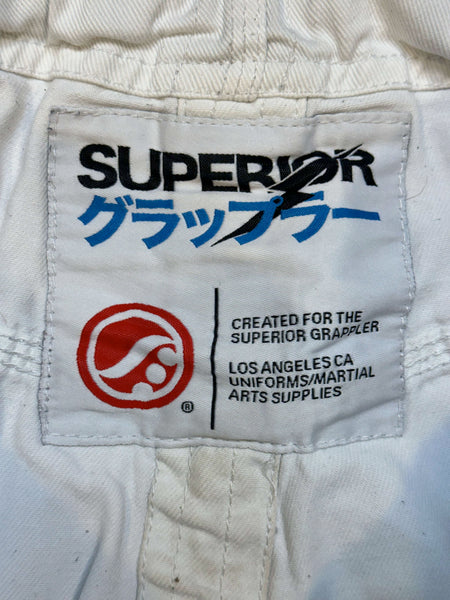 SUPERIOR
グラップラー
CREATED FOR THE
SUPERIOR GRAPPLER
LOS ANGELES CA
UNIFORMS/MARTIAL
ARTS SUPPLIES
®